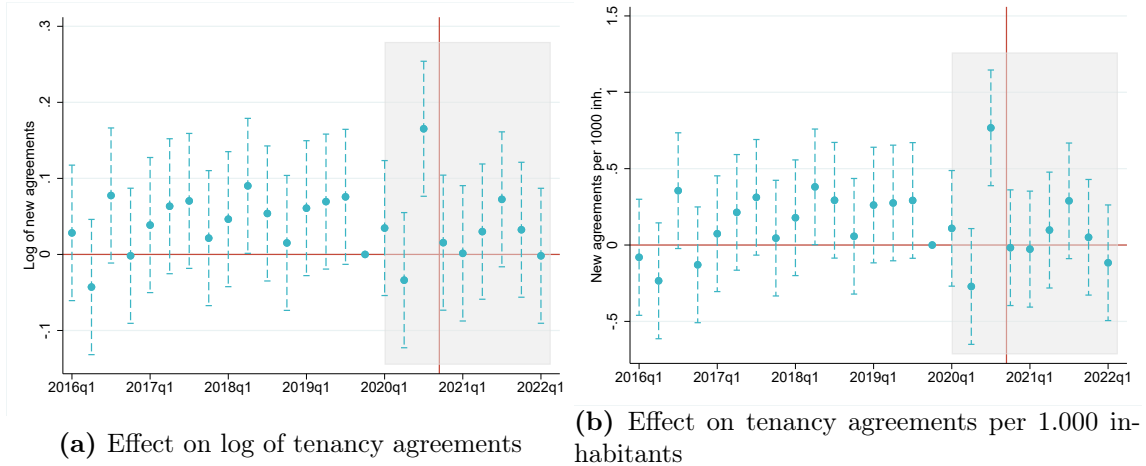 .3
.2
.1
0
-.1
Log of new agreements
2016q1 2017q1 2018q1 2019q1 2020q1 2021q1 2022q1
(a) Effect on log of tenancy agreements
1.5
1
.5
0
-.5
New agreements per 1000 inh.
2016q1 2017q1 2018q1 2019q1 2020q1 2021q1 2022q1
(b) Effect on tenancy agreements per 1.000 in-
habitants